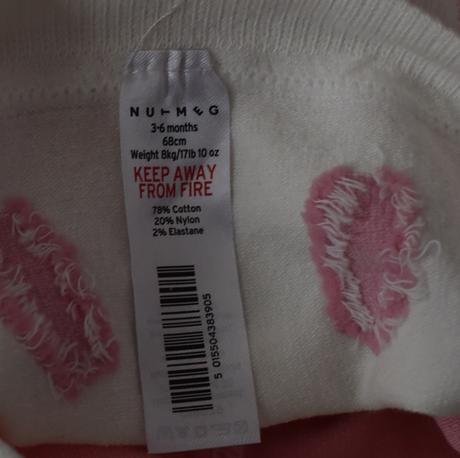 NUTMEG
3-6 months
68cm
Weight 8kg/17lb 10 oz
KEEP AWAY
FROM FIRE
78% Cotton
20% Nylon
2% Elastane
5 015504 383905